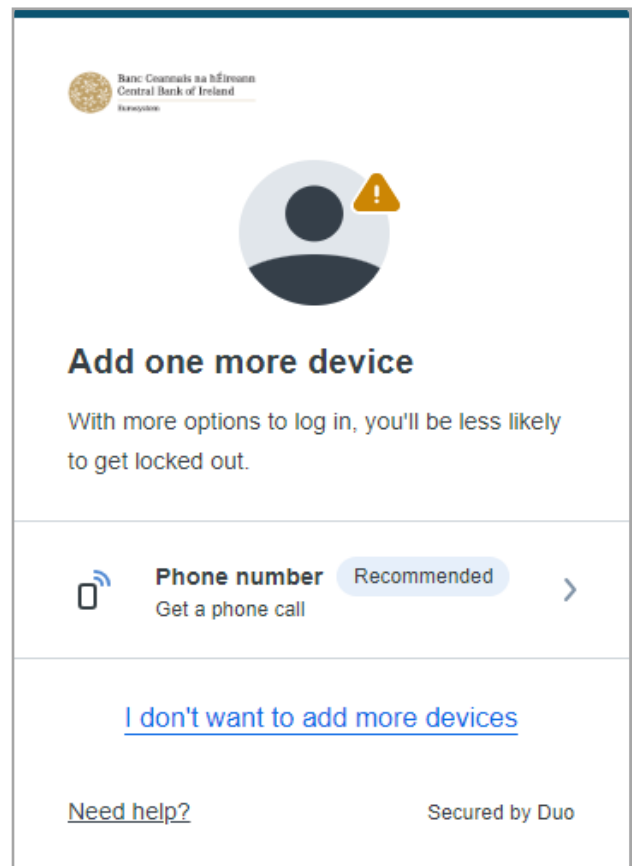 Banc Ceannais na hÉireann
Central Bank of Ireland
Eurosystem
Add one more device
With more options to log in, you'll be less likely
to get locked out.
Phone number Recommended
Get a phone call
I don't want to add more devices
Need help? Secured by Duo